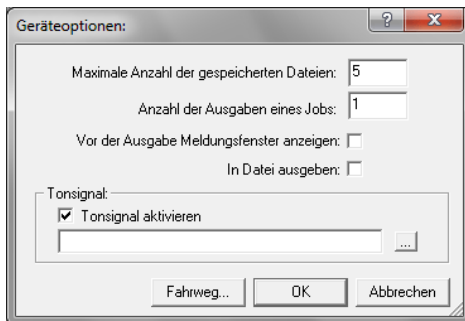 Geräteoptionen:
Maximale Anzahl der gespeicherten Dateien: 5
Anzahl der Ausgaben eines Jobs: 1
Vor der Ausgabe Meldungsfenster anzeigen:
In Datei ausgeben:
Tonsignal:
Tonsignal aktivieren
...
Fahrweg... OK Abbrechen